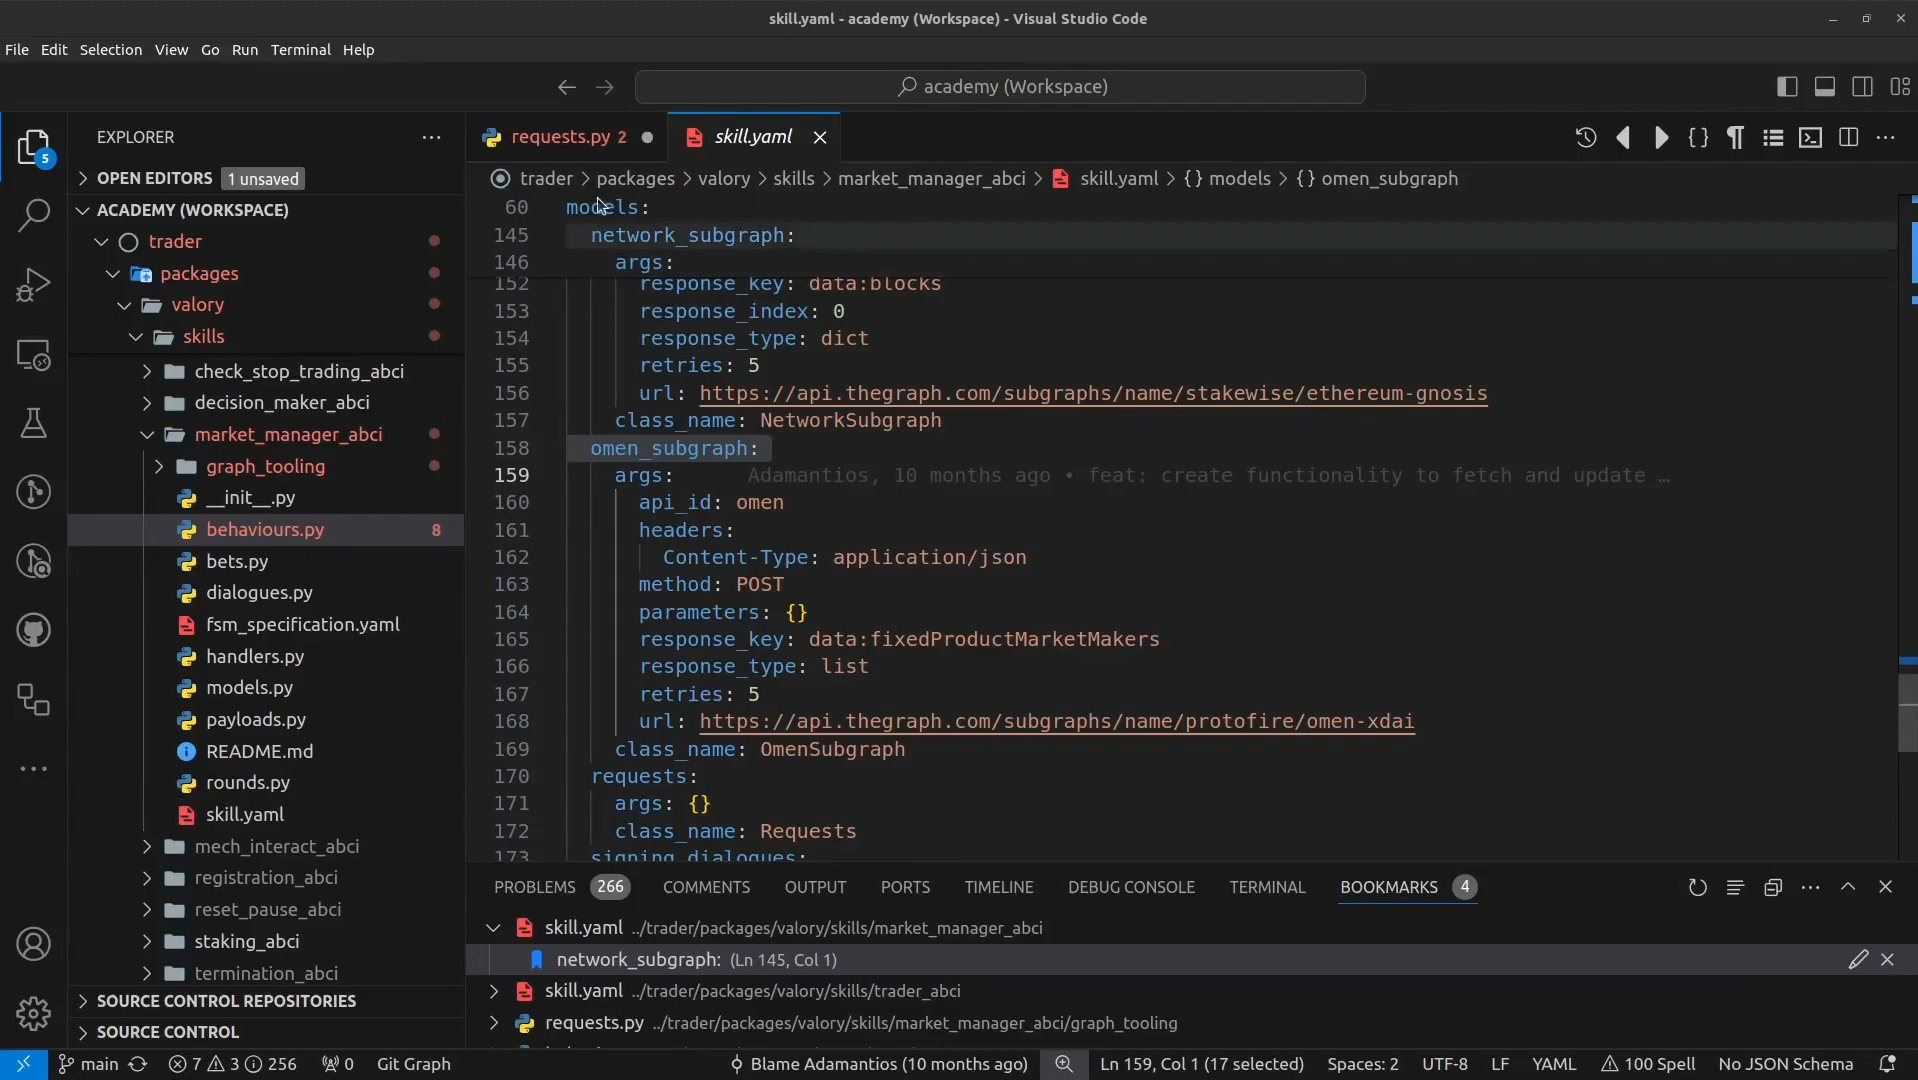 skill.yaml - academy (Workspace) - Visual Studio Code
File Edit Selection View Go Run Terminal Help
academy (Workspace)
EXPLORER
requests.py 2
skill.yaml
OPEN EDITORS 1 unsaved
trader > packages > valory > skills > market_manager_abci > skill.yaml > {} models > {} omen_subgraph
5
ACADEMY (WORKSPACE)
trader
packages
valory
skills
check_stop_trading_abci
decision_maker_abci
market_manager_abci
graph_tooling
__init__.py
behaviours.py 8
bets.py
dialogues.py
fsm_specification.yaml
handlers.py
models.py
payloads.py
README.md
rounds.py
skill.yaml
mech_interact_abci
registration_abci
reset_pause_abci
staking_abci
termination_abci
SOURCE CONTROL REPOSITORIES
SOURCE CONTROL
60 models:
145 network_subgraph:
146 args:
152 response_key: data:blocks
153 response_index: 0
154 response_type: dict
155 retries: 5
156 url: https://api.thegraph.com/subgraphs/name/stakewise/ethereum-gnosis
157 class_name: NetworkSubgraph
158 omen_subgraph:
159 args: Adamantios, 10 months ago • feat: create functionality to fetch and update …
160 api_id: omen
161 headers:
162 Content-Type: application/json
163 method: POST
164 parameters: {}
165 response_key: data:fixedProductMarketMakers
166 response_type: list
167 retries: 5
168 url: https://api.thegraph.com/subgraphs/name/protofire/omen-xdai
169 class_name: OmenSubgraph
170 requests:
171 args: {}
172 class_name: Requests
173 signing_dialogues:
PROBLEMS 266 COMMENTS OUTPUT PORTS TIMELINE DEBUG CONSOLE TERMINAL BOOKMARKS 4
skill.yaml ../trader/packages/valory/skills/market_manager_abci
network_subgraph: (Ln 145, Col 1)
skill.yaml ../trader/packages/valory/skills/trader_abci
requests.py ../trader/packages/valory/skills/market_manager_abci/graph_tooling
main 7 3 256 0 Git Graph Blame Adamantios (10 months ago) Ln 159, Col 1 (17 selected) Spaces: 2 UTF-8 LF YAML 100 Spell No JSON Schema